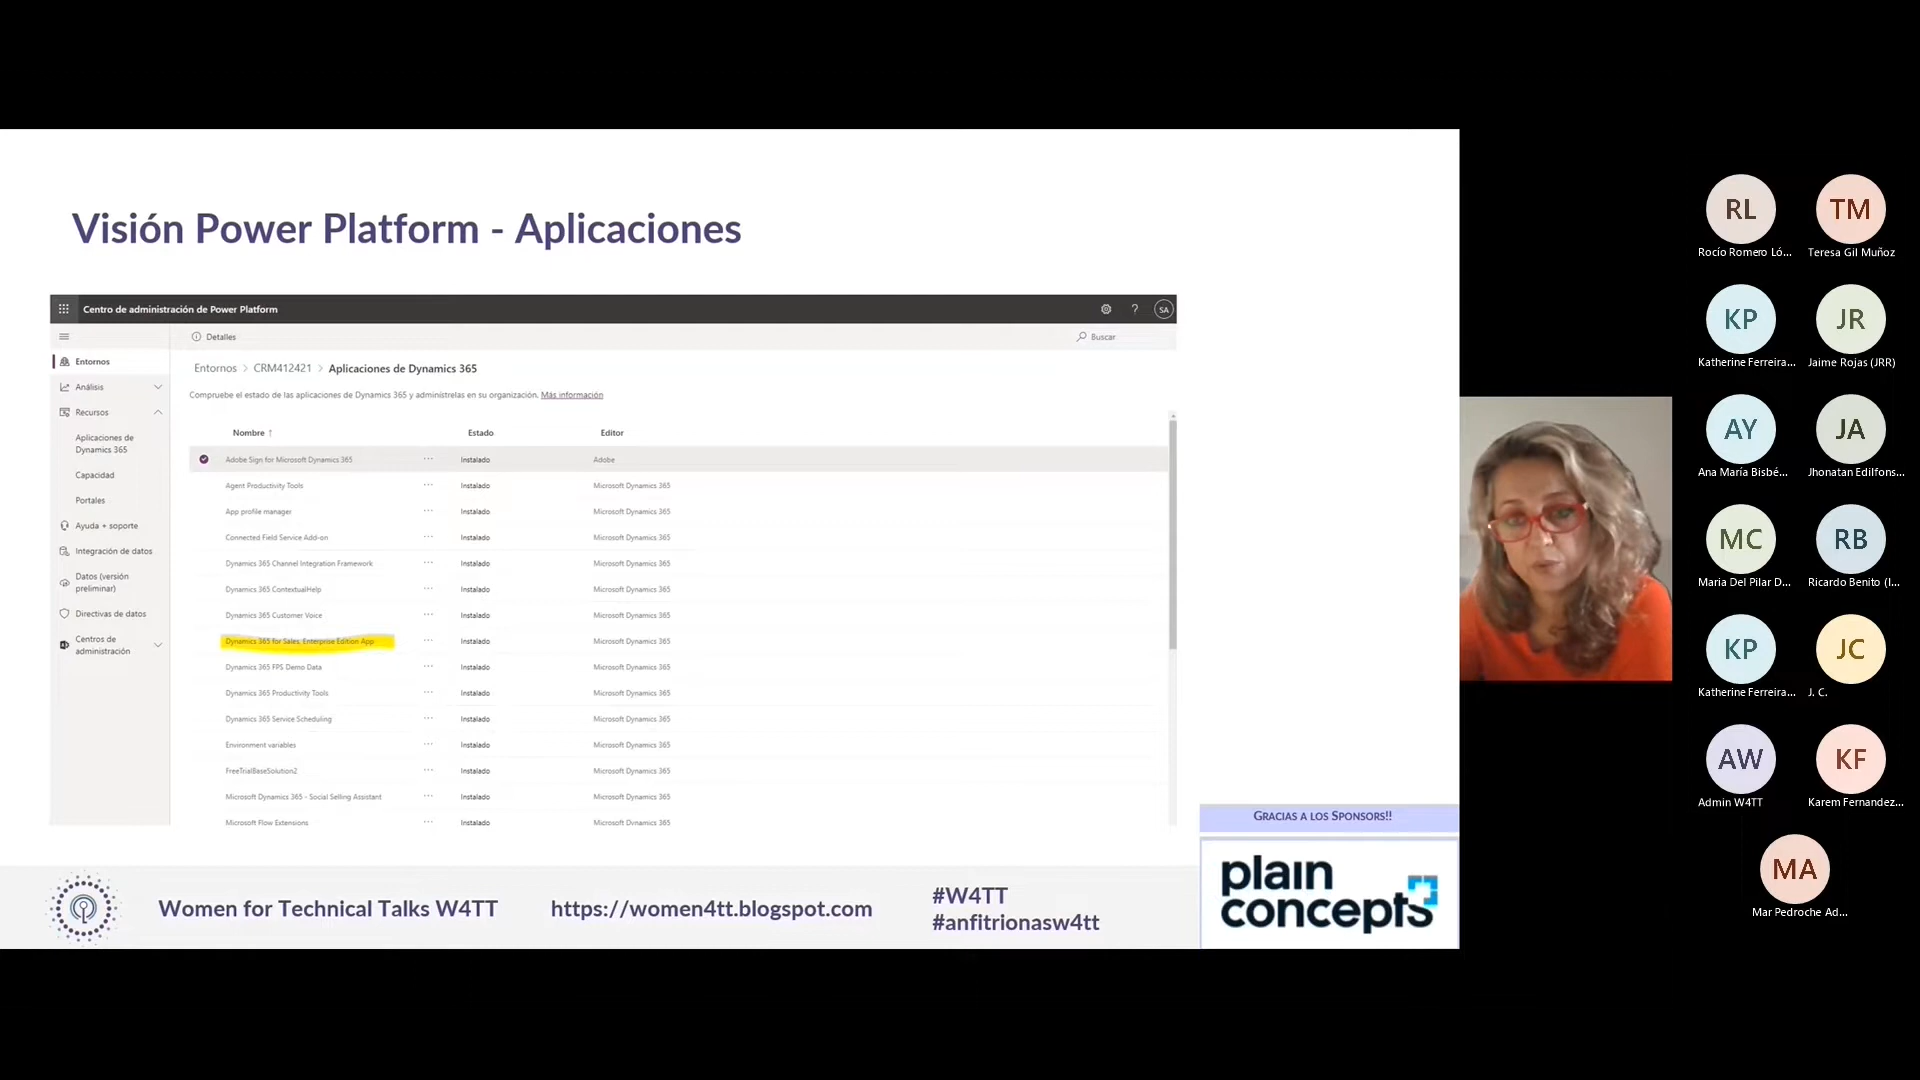 Visión Power Platform - Aplicaciones
Centro de administración de Power Platform
?
SA
Detalles
Buscar
Entornos
Análisis
Recursos
Aplicaciones de
Dynamics 365
Capacidad
Portales
Ayuda + soporte
Integración de datos
Datos (versión
preliminar)
Directivas de datos
Centros de
administración
Entornos > CRM412421 > Aplicaciones de Dynamics 365
Compruebe el estado de las aplicaciones de Dynamics 365 y adminístrelas en su organización. Más información
Nombre ↑ Estado Editor
Adobe Sign for Microsoft Dynamics 365 ... Instalado Adobe
Agent Productivity Tools ... Instalado Microsoft Dynamics 365
App profile manager ... Instalado Microsoft Dynamics 365
Connected Field Service Add-on ... Instalado Microsoft Dynamics 365
Dynamics 365 Channel Integration Framework ... Instalado Microsoft Dynamics 365
Dynamics 365 ContextualHelp ... Instalado Microsoft Dynamics 365
Dynamics 365 Customer Voice ... Instalado Microsoft Dynamics 365
Dynamics 365 for Sales, Enterprise Edition App ... Instalado Microsoft Dynamics 365
Dynamics 365 FPS Demo Data ... Instalado Microsoft Dynamics 365
Dynamics 365 Productivity Tools ... Instalado Microsoft Dynamics 365
Dynamics 365 Service Scheduling ... Instalado Microsoft Dynamics 365
Environment variables ... Instalado Microsoft Dynamics 365
FreeTrialBaseSolution2 ... Instalado Microsoft Dynamics 365
Microsoft Dynamics 365 - Social Selling Assistant ... Instalado Microsoft Dynamics 365
Microsoft Flow Extensions ... Instalado Microsoft Dynamics 365
GRACIAS A LOS SPONSORS!!
plain
concepts
Women for Technical Talks W4TT
https://women4tt.blogspot.com
#W4TT
#anfitrionasw4tt
RL TM
Rocío Romero Ló... Teresa Gil Muñoz
KP JR
Katherine Ferreira... Jaime Rojas (JRR)
AY JA
Ana María Bisbé... Jhonatan Edilfons...
MC RB
Maria Del Pilar D... Ricardo Benito (I...
KP JC
Katherine Ferreira... J. C.
AW KF
Admin W4TT Karem Fernandez...
MA
Mar Pedroche Ad...